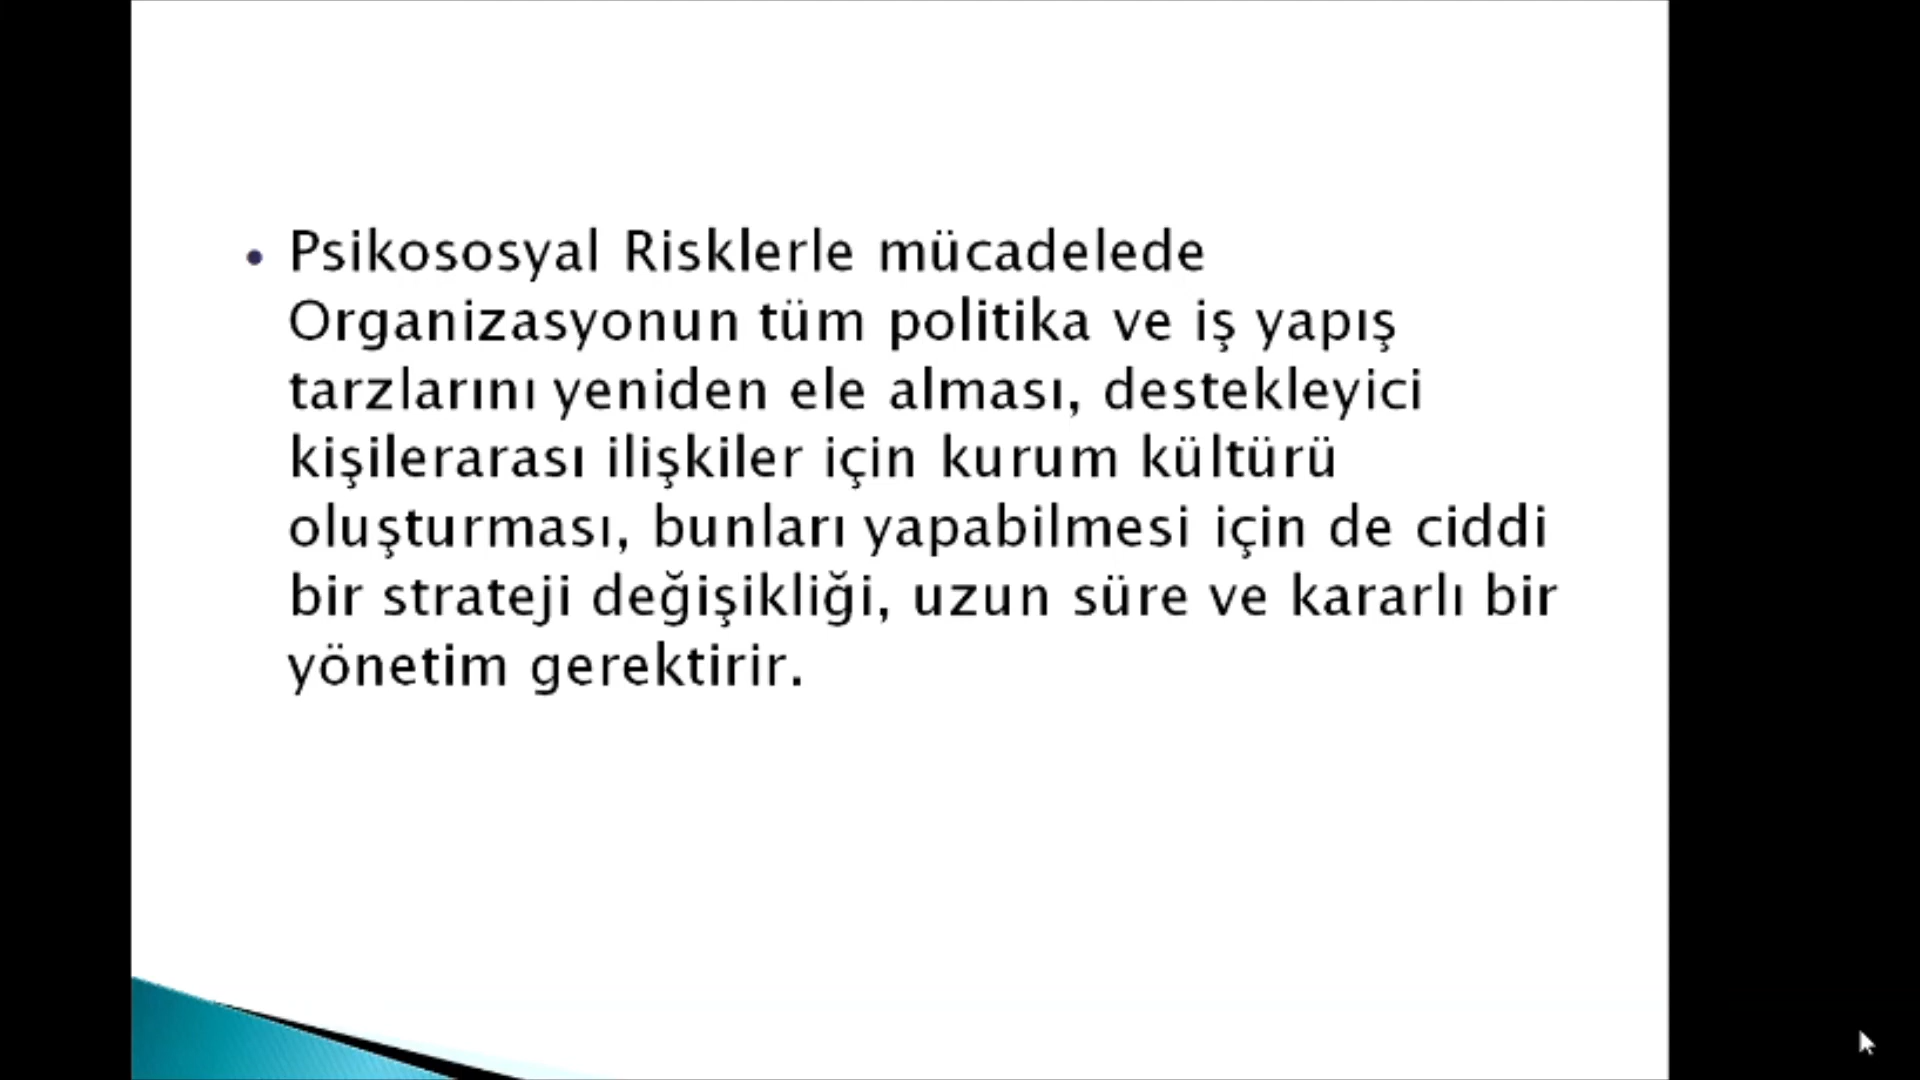 • Psikososyal Risklerle mücadelede
Organizasyonun tüm politika ve iş yapış
tarzlarını yeniden ele alması, destekleyici
kişilerarası ilişkiler için kurum kültürü
oluşturması, bunları yapabilmesi için de ciddi
bir strateji değişikliği, uzun süre ve kararlı bir
yönetim gerektirir.